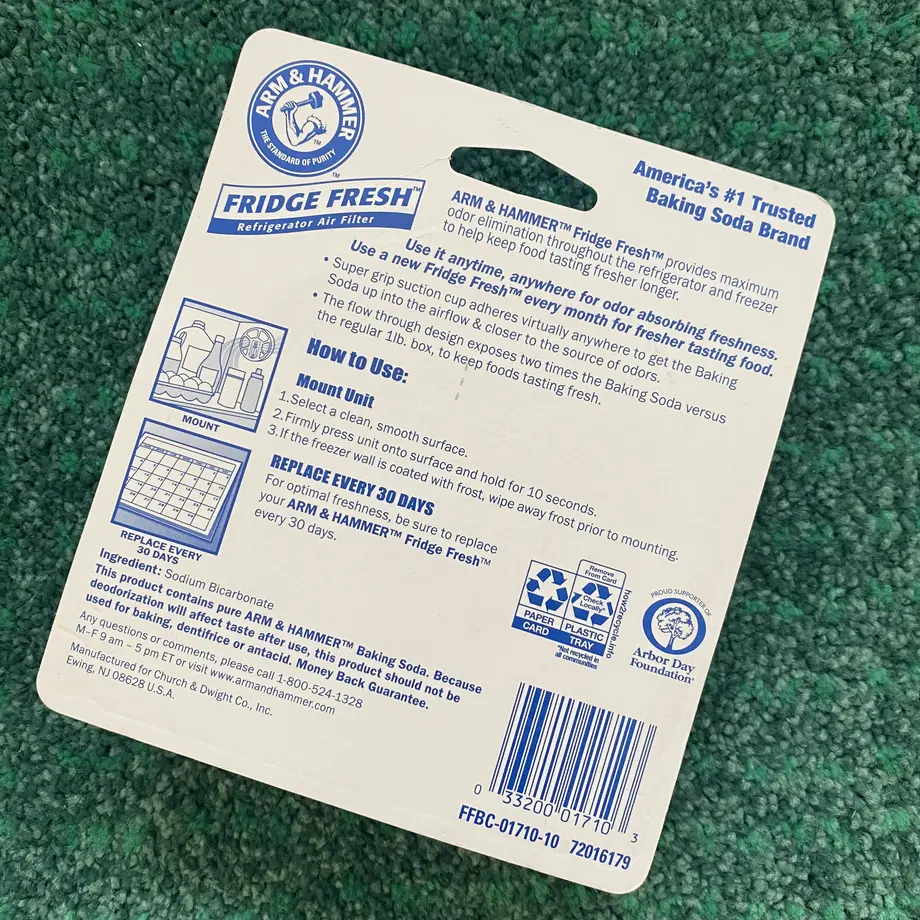 ARM & HAMMER
THE STANDARD OF PURITY
TM
TM
FRIDGE FRESH™
Refrigerator Air Filter
America's #1 Trusted
Baking Soda Brand
ARM & HAMMER™ Fridge Fresh™ provides maximum
odor elimination throughout the refrigerator and freezer
to help keep food tasting fresher longer.
Use it anytime, anywhere for odor absorbing freshness.
Use a new Fridge Fresh™ every month for fresher tasting food.
• Super grip suction cup adheres virtually anywhere to get the Baking
Soda up into the airflow & closer to the source of odors.
• The flow through design exposes two times the Baking Soda versus
the regular 1lb. box, to keep foods tasting fresh.
How to Use:
Mount Unit
1. Select a clean, smooth surface.
2. Firmly press unit onto surface and hold for 10 seconds.
3. If the freezer wall is coated with frost, wipe away frost prior to mounting.
MOUNT
REPLACE EVERY 30 DAYS
For optimal freshness, be sure to replace
your ARM & HAMMER™ Fridge Fresh™
every 30 days.
REPLACE EVERY
30 DAYS
Ingredient: Sodium Bicarbonate
This product contains pure ARM & HAMMER™ Baking Soda. Because
deodorization will affect taste after use, this product should not be
used for baking, dentifrice or antacid. Money Back Guarantee.
Any questions or comments, please call 1-800-524-1328
M–F 9 am – 5 pm ET or visit www.armandhammer.com
Manufactured for Church & Dwight Co., Inc.
Ewing, NJ 08628 U.S.A.
Remove
From Card
Check
Locally*
PAPER
CARD
PLASTIC
TRAY
*Not recycled in
all communities
how2recycle.info
PROUD SUPPORTER OF
Arbor Day
Foundation®
0 33200 01710 3
FFBC-01710-10 72016179